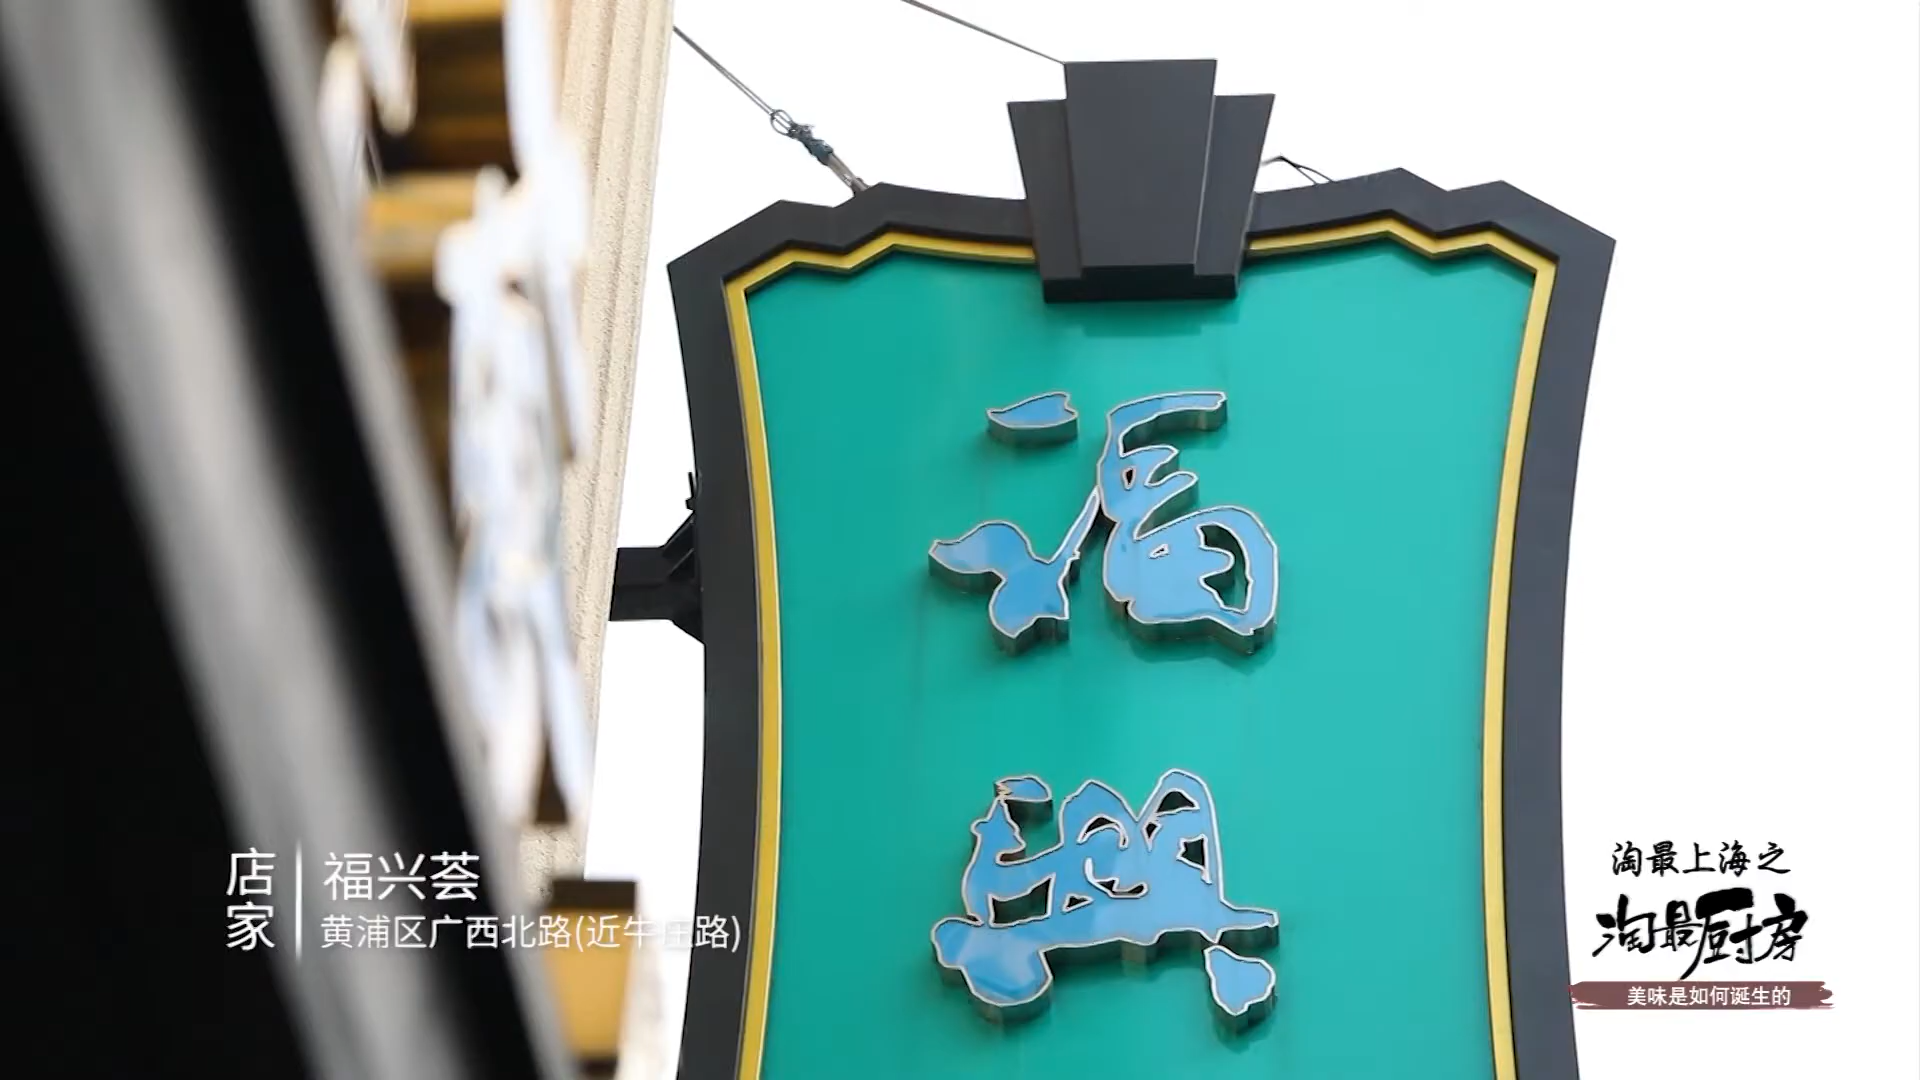 福
興
店家
福兴荟
黄浦区广西北路(近牛庄路)
淘最上海之
淘最厨房
美味是如何诞生的